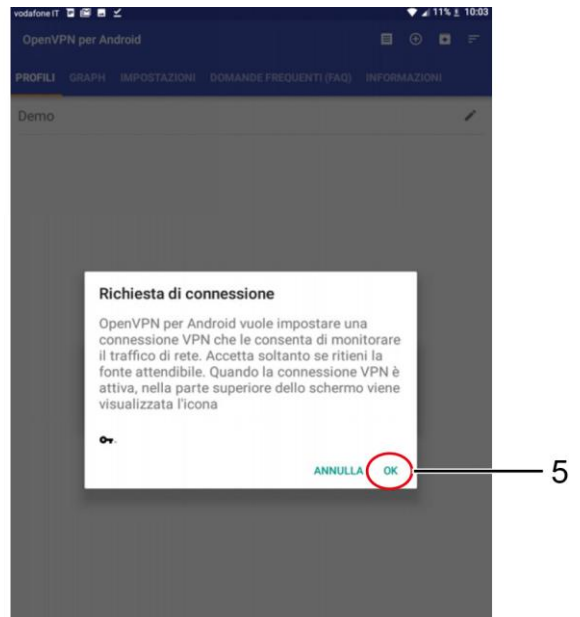 vodafone IT 11% 10:03
OpenVPN per Android
PROFILI GRAPH IMPOSTAZIONI DOMANDE FREQUENTI (FAQ) INFORMAZIONI
Demo
Richiesta di connessione
OpenVPN per Android vuole impostare una
connessione VPN che le consenta di monitorare
il traffico di rete. Accetta soltanto se ritieni la
fonte attendibile. Quando la connessione VPN è
attiva, nella parte superiore dello schermo viene
visualizzata l'icona
.
ANNULLA OK
5